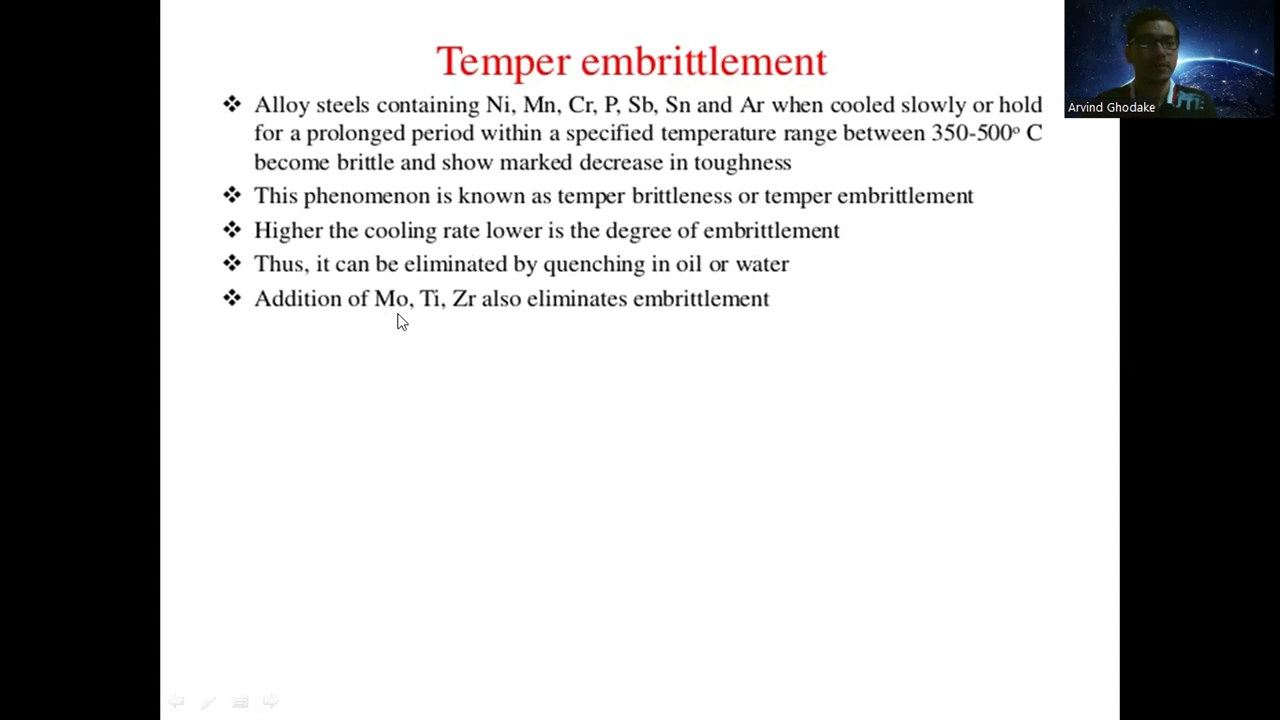 Temper embrittlement
❖ Alloy steels containing Ni, Mn, Cr, P, Sb, Sn and Ar when cooled slowly or hold
for a prolonged period within a specified temperature range between 350-500° C
become brittle and show marked decrease in toughness
❖ This phenomenon is known as temper brittleness or temper embrittlement
❖ Higher the cooling rate lower is the degree of embrittlement
❖ Thus, it can be eliminated by quenching in oil or water
❖ Addition of Mo, Ti, Zr also eliminates embrittlement
Arvind Ghodake